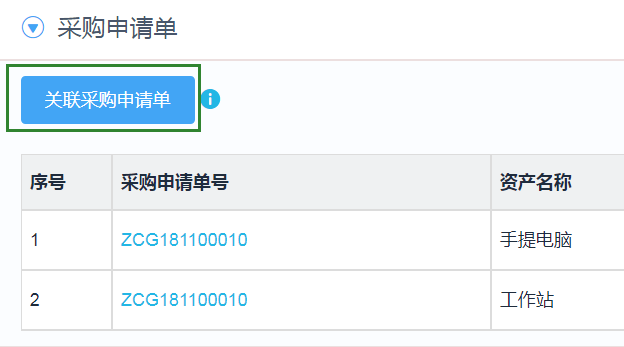 采购申请单
关联采购申请单
序号 采购申请单号 资产名称
1 ZCG181100010 手提电脑
2 ZCG181100010 工作站